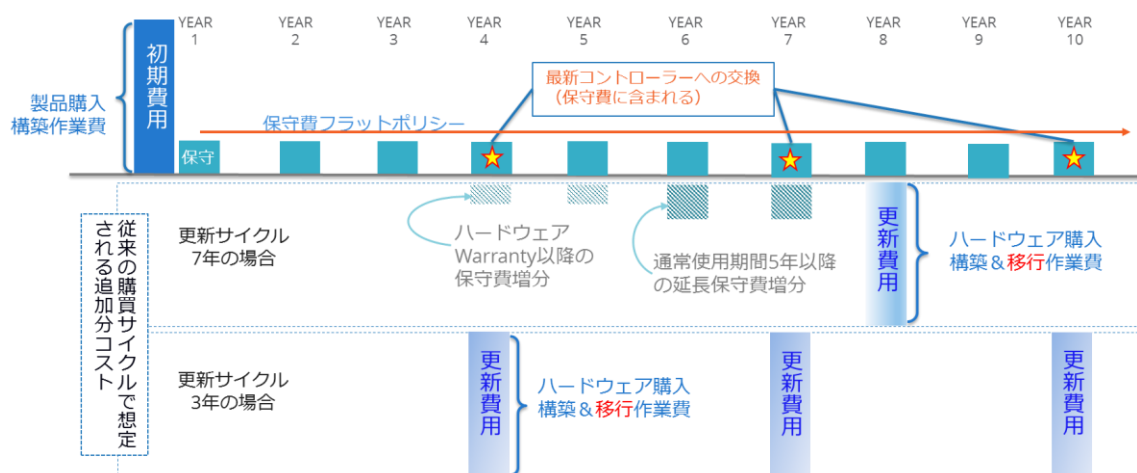 YEAR
1
YEAR
2
YEAR
3
YEAR
4
YEAR
5
YEAR
6
YEAR
7
YEAR
8
YEAR
9
YEAR
10
初期費用
製品購入
構築作業費
最新コントローラーへの交換
（保守費に含まれる）
保守費フラットポリシー
保守
従来の購買サイクルで想定
される追加分コスト
更新サイクル
7年の場合
ハードウェア
Warranty以降の
保守費増分
通常使用期間5年以降
の延長保守費増分
更新費用
ハードウェア購入
構築＆移行作業費
更新サイクル
3年の場合
更新費用
ハードウェア購入
構築＆移行作業費
更新費用
更新費用